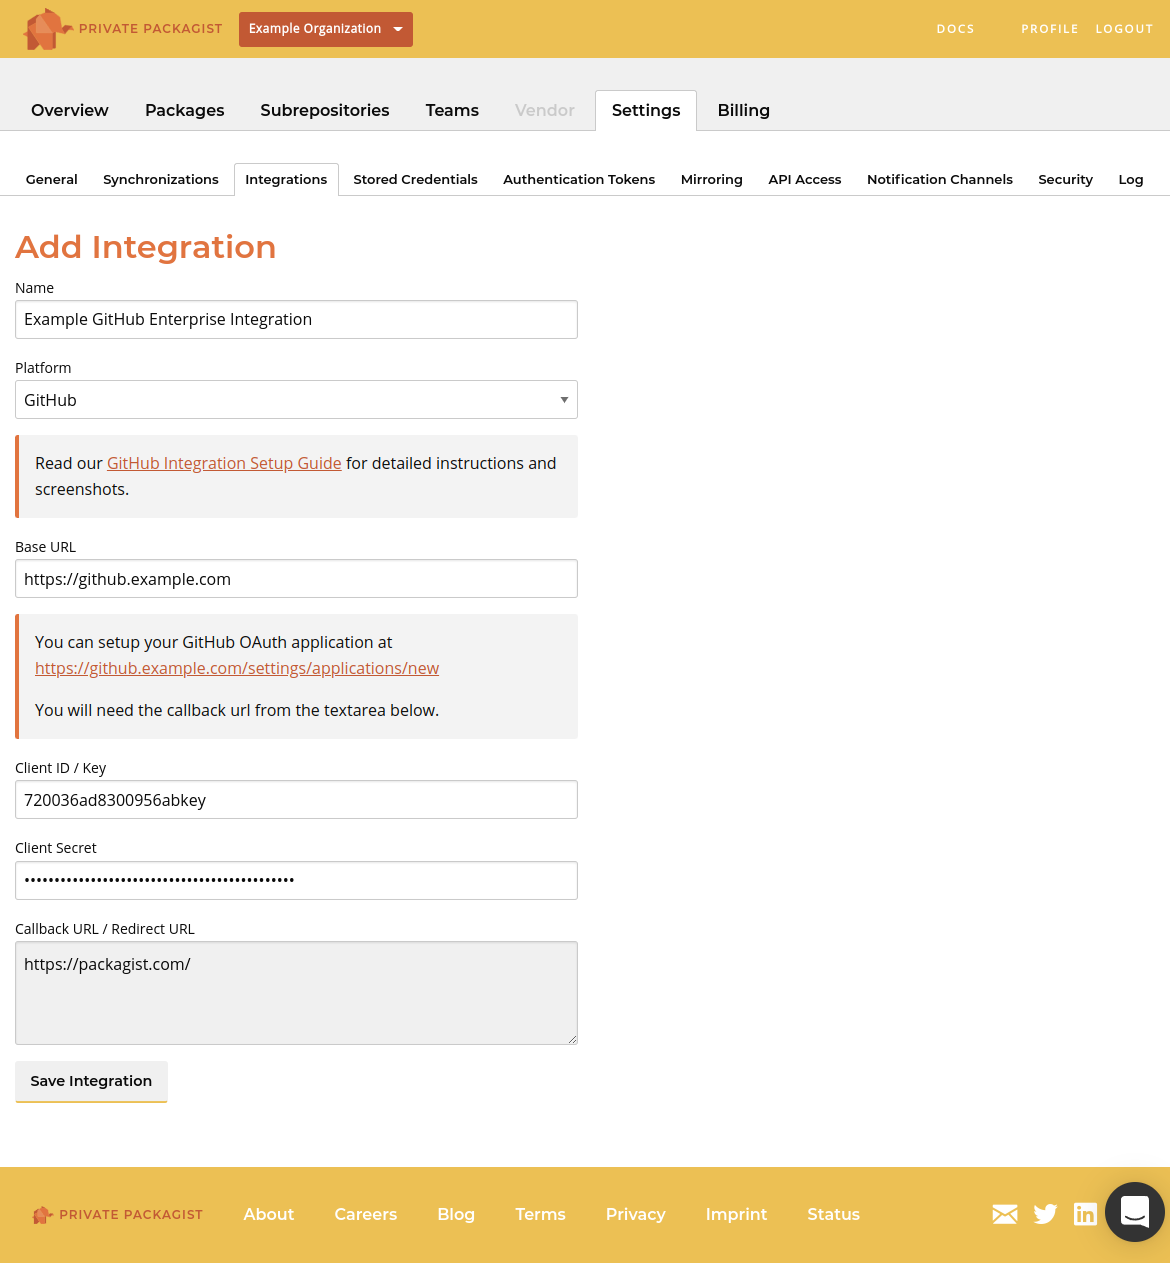 PRIVATE PACKAGIST Example Organization DOCS PROFILE LOGOUT
Overview Packages Subrepositories Teams Vendor Settings Billing
General Synchronizations Integrations Stored Credentials Authentication Tokens Mirroring API Access Notification Channels Security Log
Add Integration
Name
Example GitHub Enterprise Integration
Platform
GitHub
Read our GitHub Integration Setup Guide for detailed instructions and
screenshots.
Base URL
https://github.example.com
You can setup your GitHub OAuth application at
https://github.example.com/settings/applications/new
You will need the callback url from the textarea below.
Client ID / Key
720036ad8300956abkey
Client Secret
•••••••••••••••••••••••••••••••••••••••••••••
Callback URL / Redirect URL
https://packagist.com/
Save Integration
PRIVATE PACKAGIST About Careers Blog Terms Privacy Imprint Status